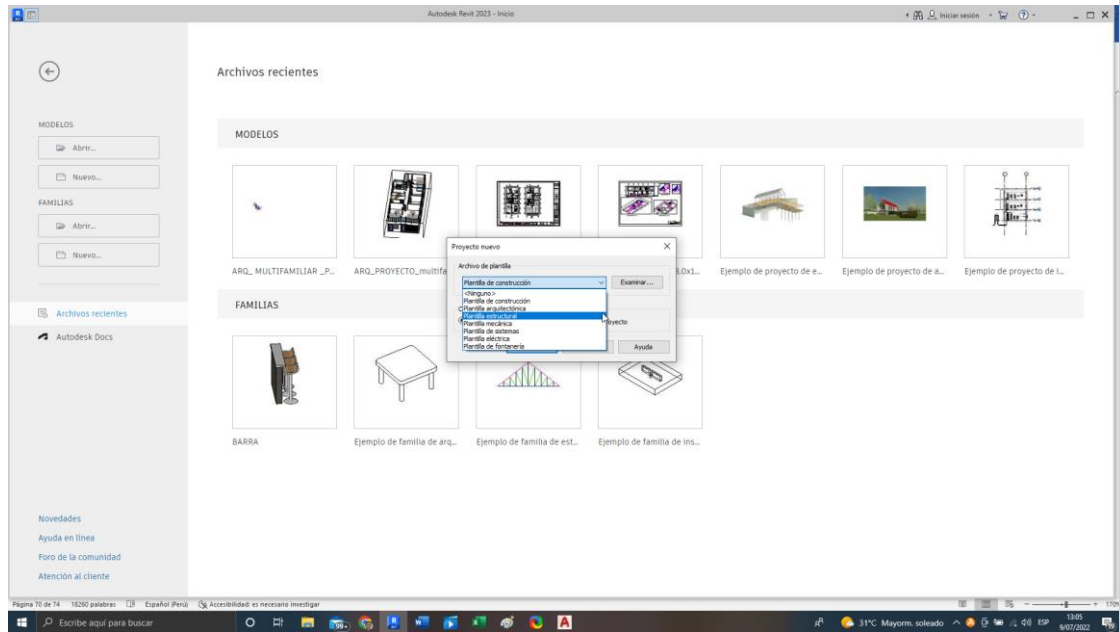 Autodesk Revit 2023 - Inicio
Iniciar sesión
Archivos recientes
MODELOS
Abrir...
Nuevo...
FAMILIAS
Abrir...
Nuevo...
Archivos recientes
Autodesk Docs
Novedades
Ayuda en línea
Foro de la comunidad
Atención al cliente
MODELOS
ARQ_ MULTIFAMILIAR _P...
ARQ_PROYECTO_multifa
Ejemplo de proyecto de e...
Ejemplo de proyecto de a...
Ejemplo de proyecto de i...
Proyecto nuevo
Archivo de plantilla
Plantilla de construcción
Examinar...
<Ninguno>
Plantilla de construcción
Plantilla arquitectónica
Plantilla estructural
Plantilla mecánica
Plantilla de sistemas
Plantilla eléctrica
Plantilla de fontanería
Ayuda
FAMILIAS
BARRA
Ejemplo de familia de arq...
Ejemplo de familia de est...
Ejemplo de familia de ins...
Página 70 de 74 16260 palabras Español (Perú) Accesibilidad: es necesario investigar
Escribe aquí para buscar
99+
31°C Mayorm. soleado
ESP
13:05
9/07/2022